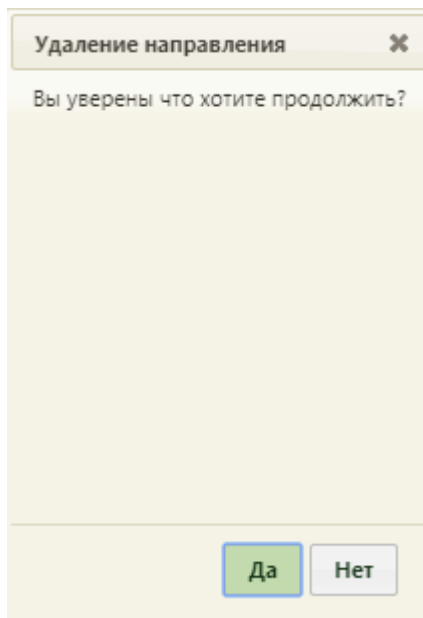 Удаление направления
Вы уверены что хотите продолжить?
Да Нет